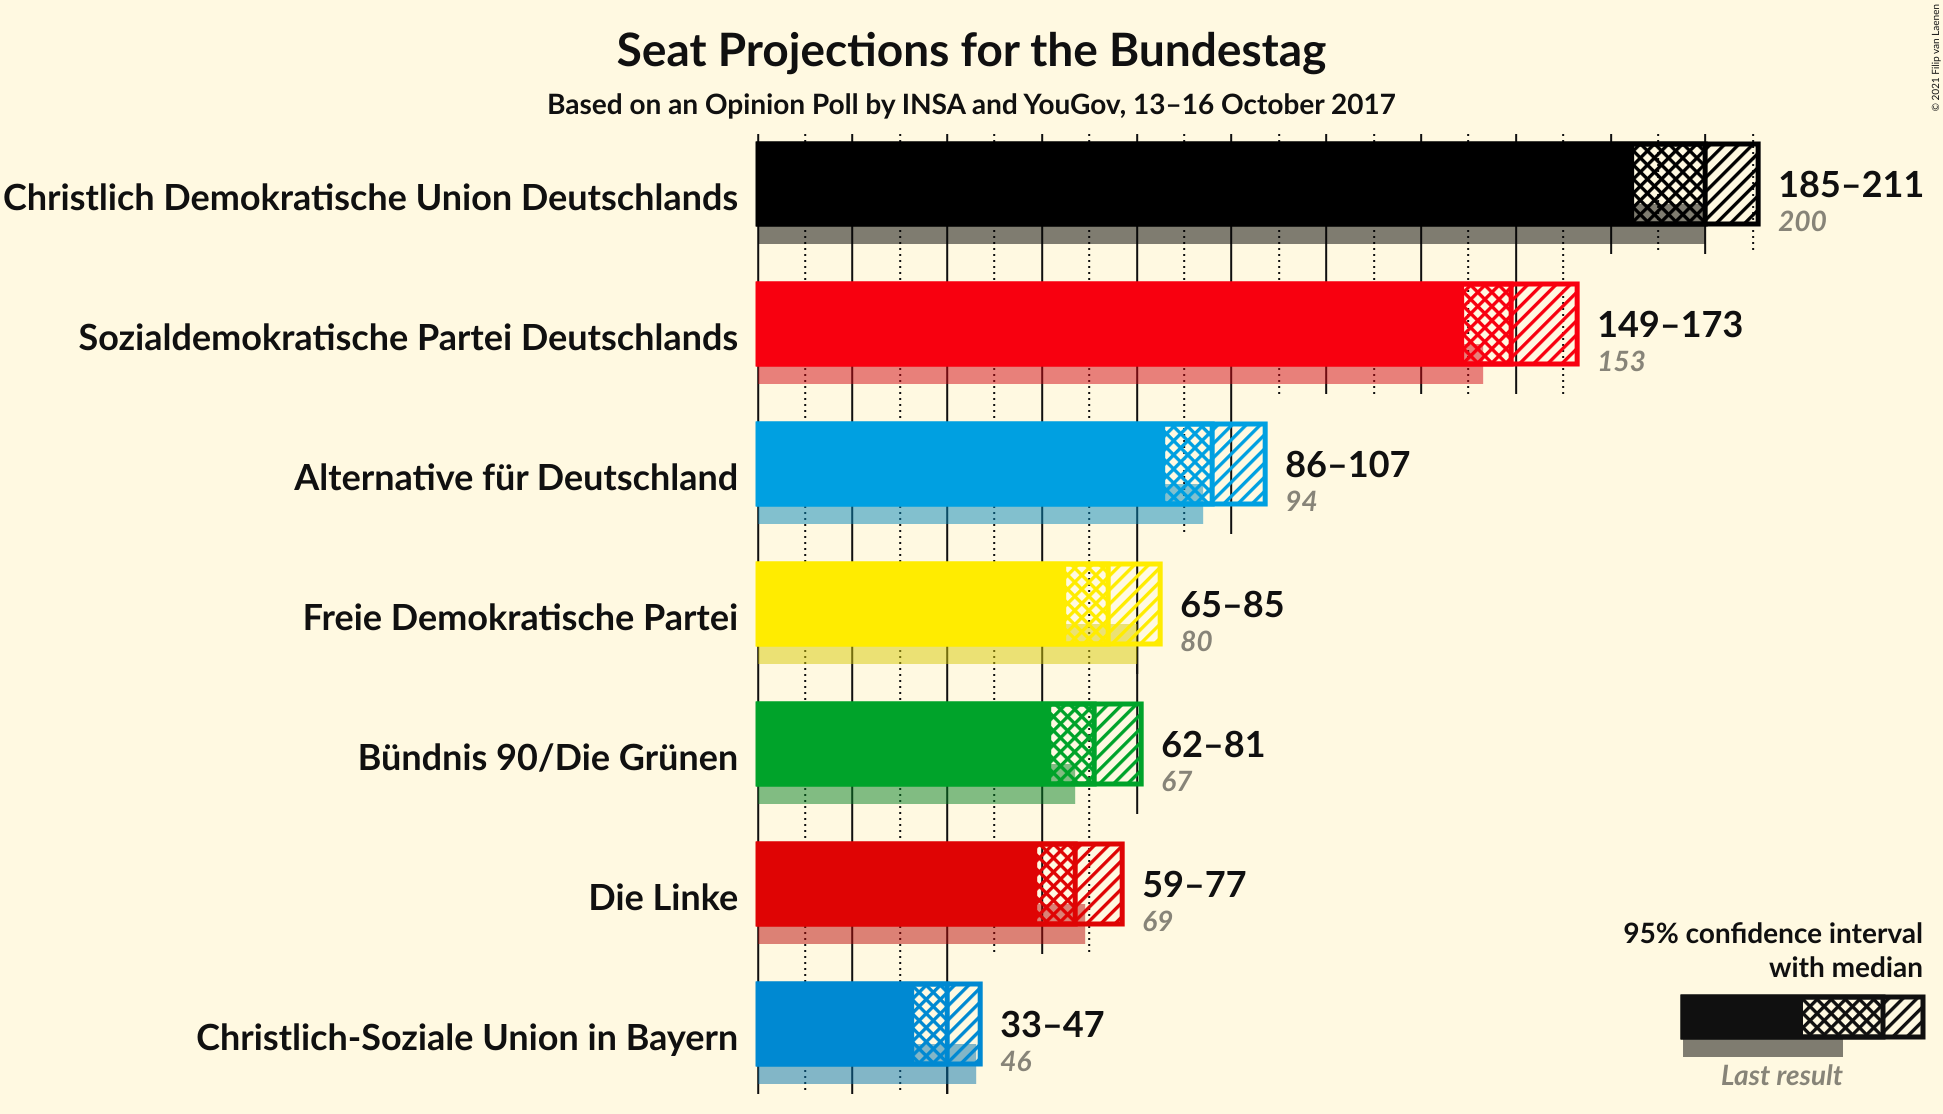 Seat Projections for the Bundestag
Based on an Opinion Poll by INSA and YouGov, 13–16 October 2017
© 2021 Filip van Laenen
Christlich Demokratische Union Deutschlands
185–211
200
Sozialdemokratische Partei Deutschlands
149–173
153
Alternative für Deutschland
86–107
94
Freie Demokratische Partei
65–85
80
Bündnis 90/Die Grünen
62–81
67
Die Linke
59–77
69
Christlich-Soziale Union in Bayern
33–47
46
95% confidence interval
with median
Last result